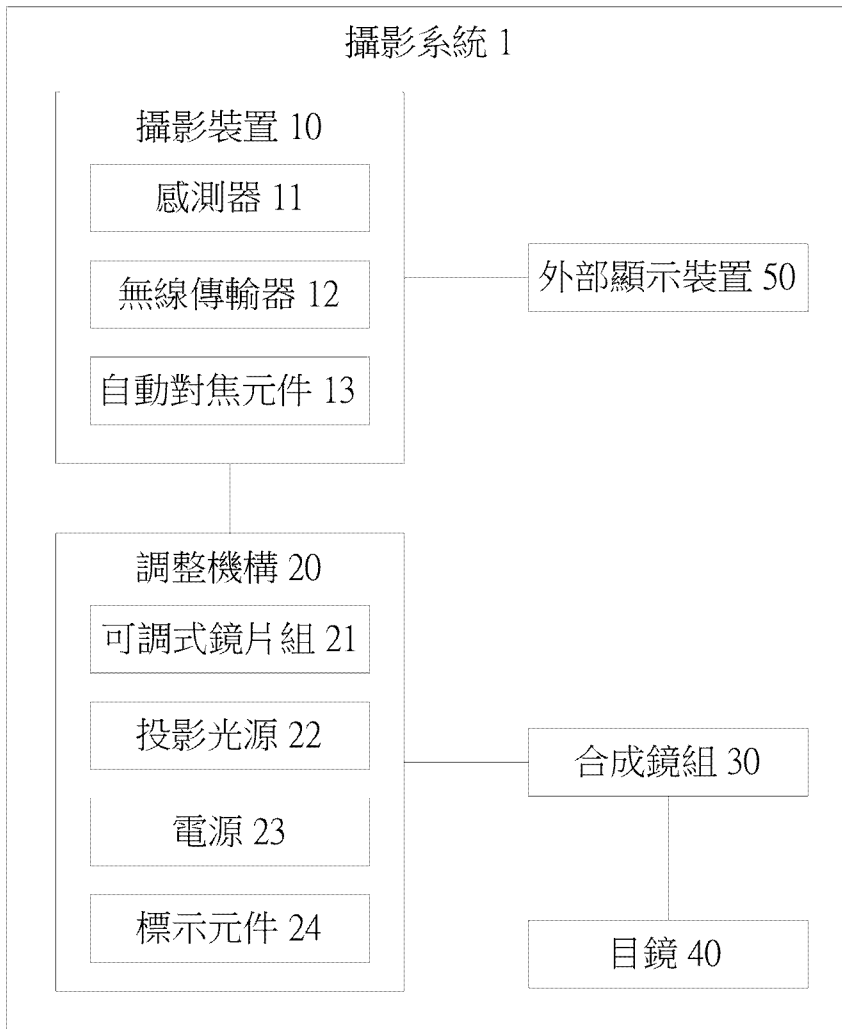 攝影系統 1
攝影裝置 10
感測器 11
無線傳輸器 12
自動對焦元件 13
外部顯示裝置 50
調整機構 20
可調式鏡片組 21
投影光源 22
電源 23
標示元件 24
合成鏡組 30
目鏡 40